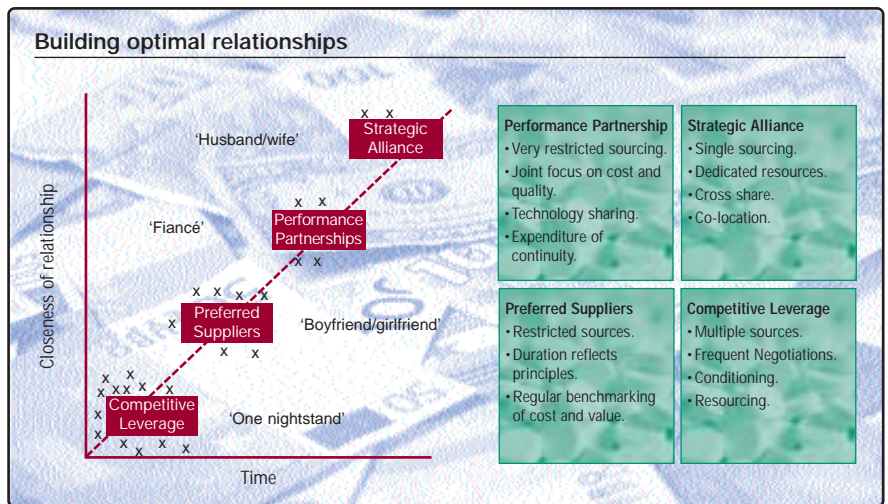 Building optimal relationships
Closeness of relationship
Time
x x
Strategic
Alliance
'Husband/wife'
x x
Performance
Partnerships
x x
'Fiancé'
x x x x
x
Preferred
Suppliers
x x
'Boyfriend/girlfriend'
x x
x x x x x
x
x
Competitive
Leverage
x x x x
'One nightstand'
Performance Partnership
• Very restricted sourcing.
• Joint focus on cost and
quality.
• Technology sharing.
• Expenditure of
continuity.
Strategic Alliance
• Single sourcing.
• Dedicated resources.
• Cross share.
• Co-location.
Preferred Suppliers
• Restricted sources.
• Duration reflects
principles.
• Regular benchmarking
of cost and value.
Competitive Leverage
• Multiple sources.
• Frequent Negotiations.
• Conditioning.
• Resourcing.